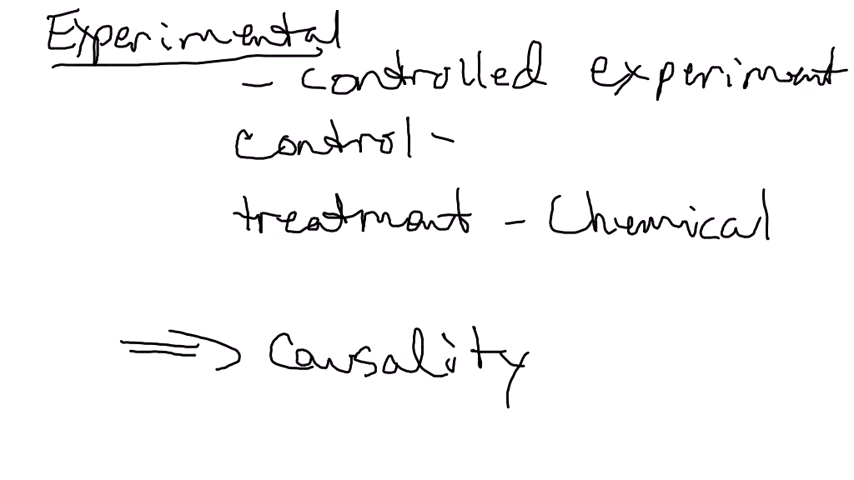 Experimental
- Controlled experiment
Control -
treatment - Chemical
⇒ Causality